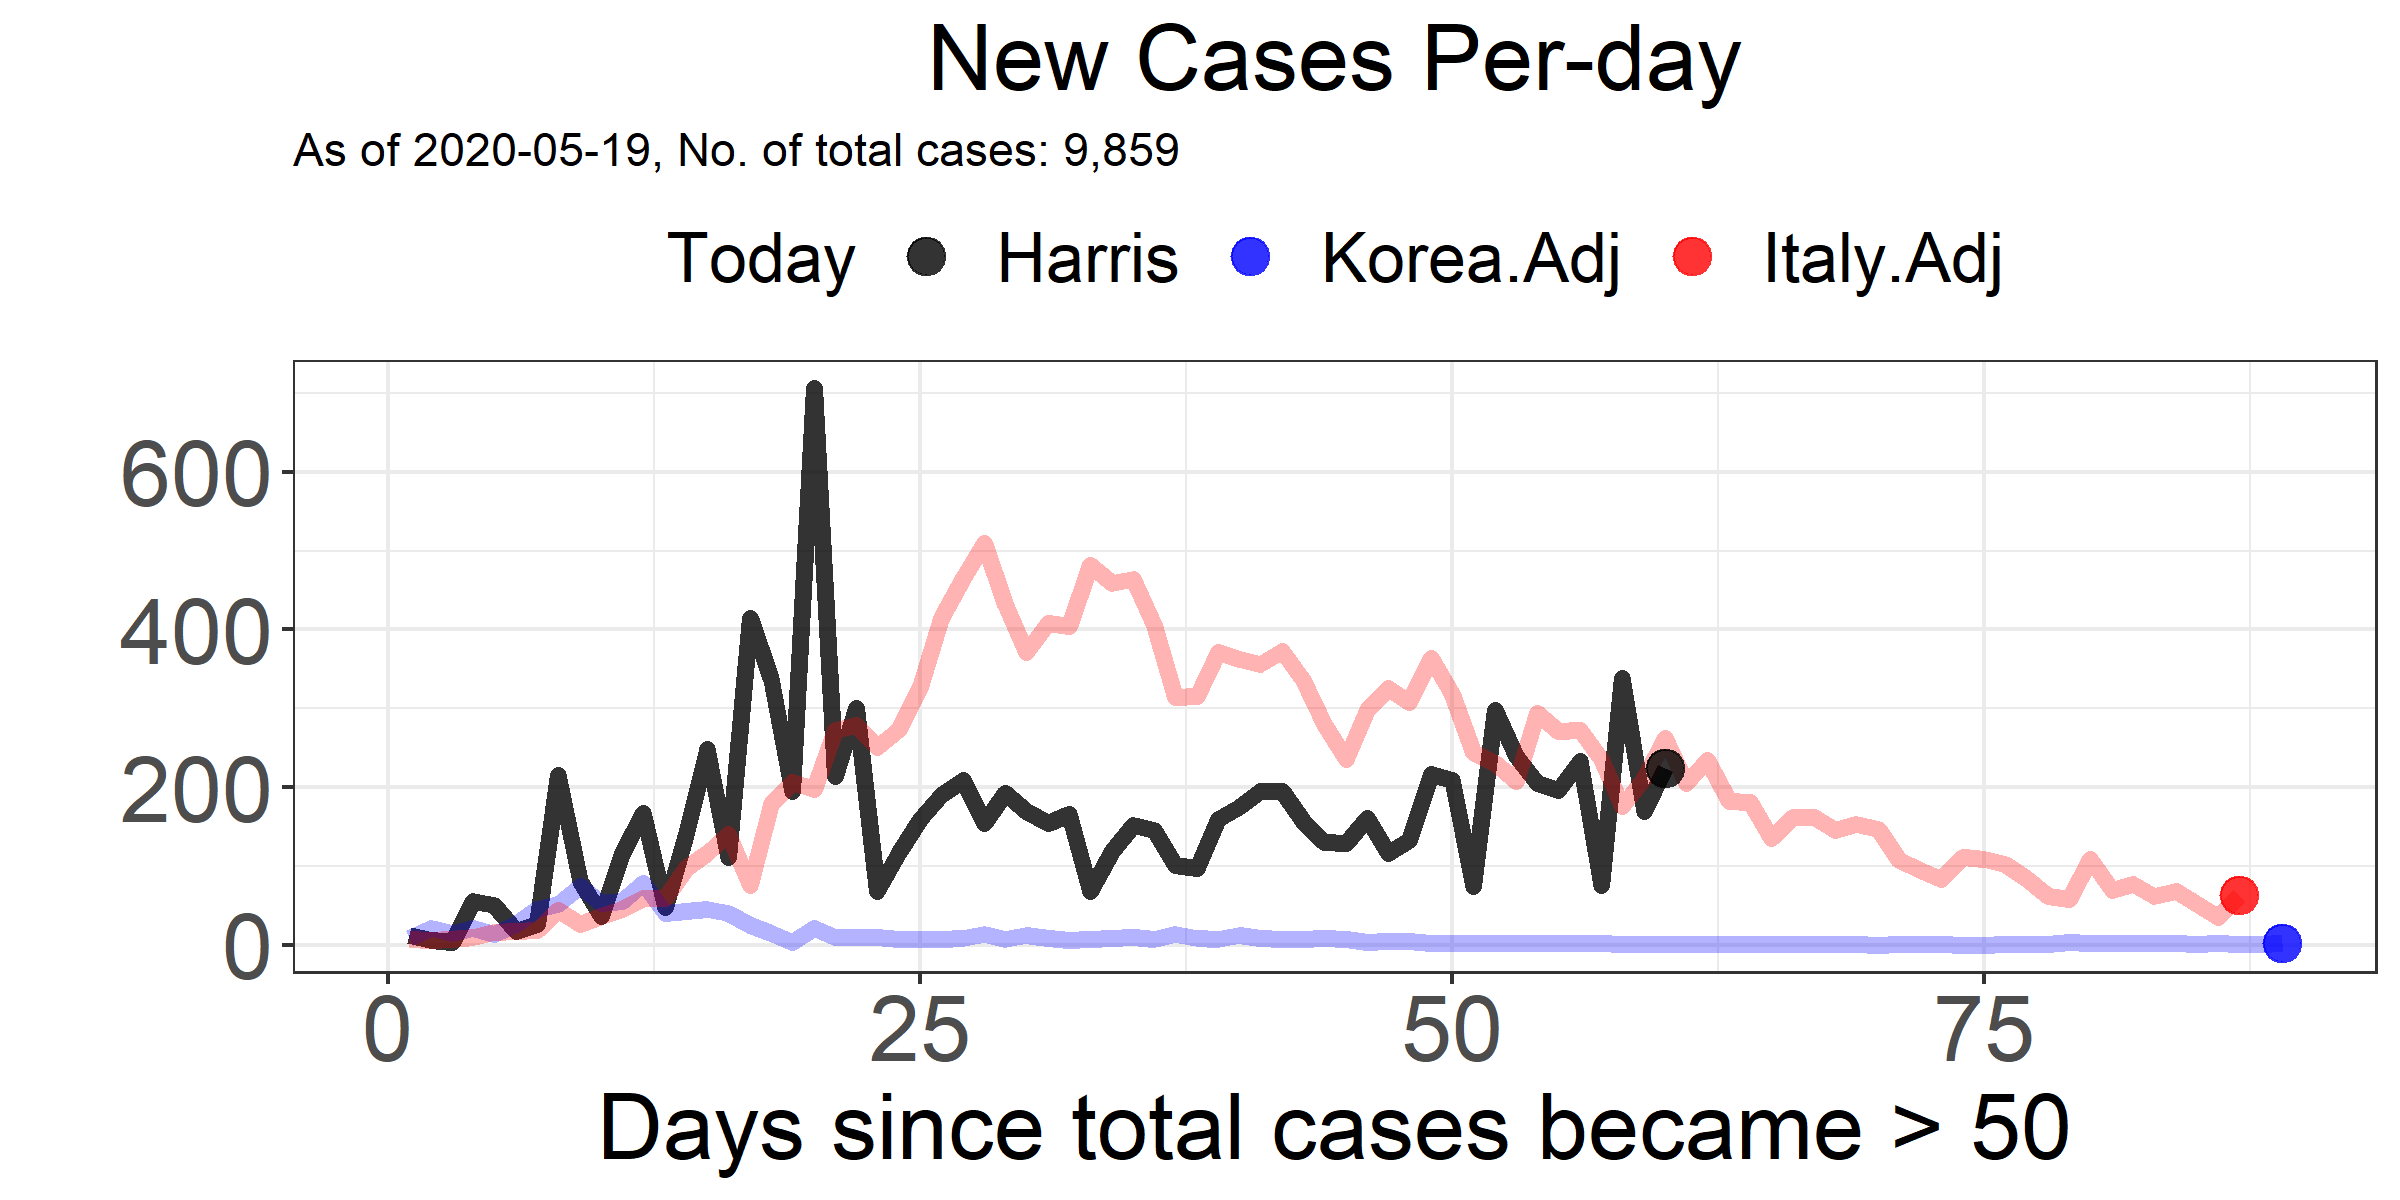 New Cases Per-day
As of 2020-05-19, No. of total cases: 9,859
Today Harris Korea.Adj Italy.Adj
600
400
200
0
0 25 50 75
Days since total cases became > 50